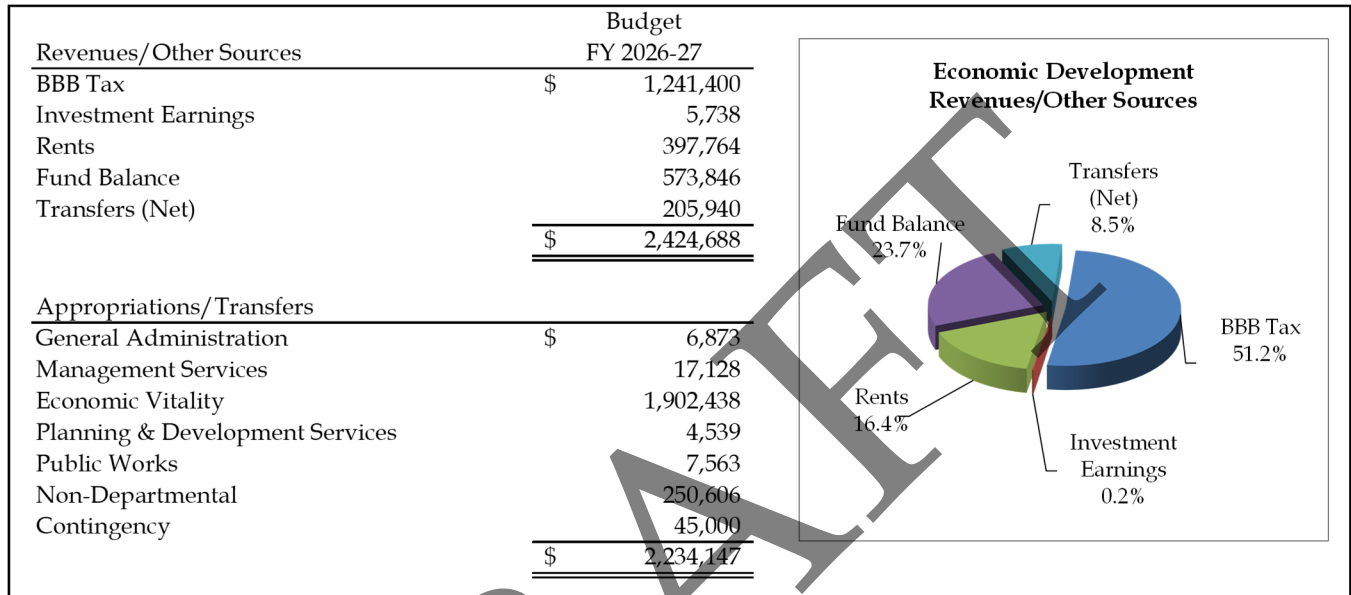 Budget
Revenues/Other Sources FY 2026-27
BBB Tax $ 1,241,400
Investment Earnings 5,738
Rents 397,764
Fund Balance 573,846
Transfers (Net) 205,940
$ 2,424,688
Appropriations/Transfers
General Administration $ 6,873
Management Services 17,128
Economic Vitality 1,902,438
Planning & Development Services 4,539
Public Works 7,563
Non-Departmental 250,606
Contingency 45,000
$ 2,234,147
Economic Development
Revenues/Other Sources
Transfers
(Net)
8.5%
Fund Balance
23.7%
BBB Tax
51.2%
Rents
16.4%
Investment
Earnings
0.2%